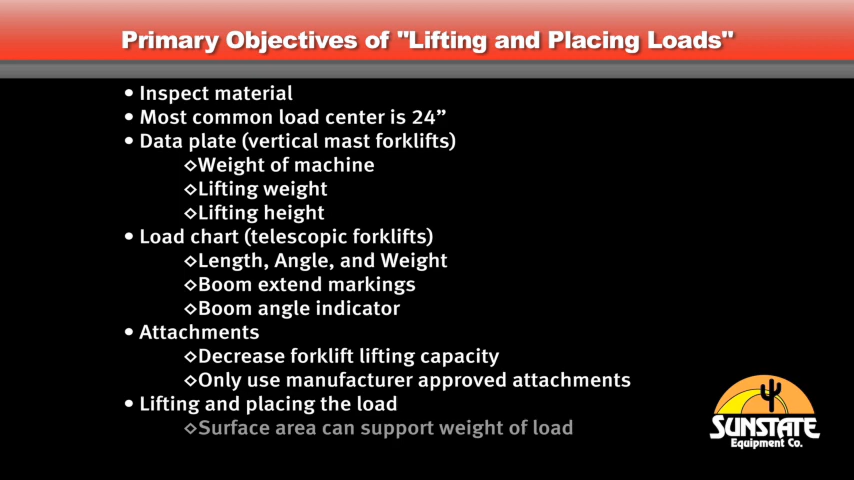 Primary Objectives of "Lifting and Placing Loads"
• Inspect material
• Most common load center is 24”
• Data plate (vertical mast forklifts)
◇Weight of machine
◇Lifting weight
◇Lifting height
• Load chart (telescopic forklifts)
◇Length, Angle, and Weight
◇Boom extend markings
◇Boom angle indicator
• Attachments
◇Decrease forklift lifting capacity
◇Only use manufacturer approved attachments
• Lifting and placing the load
◇Surface area can support weight of load
SUNSTATE
Equipment Co.